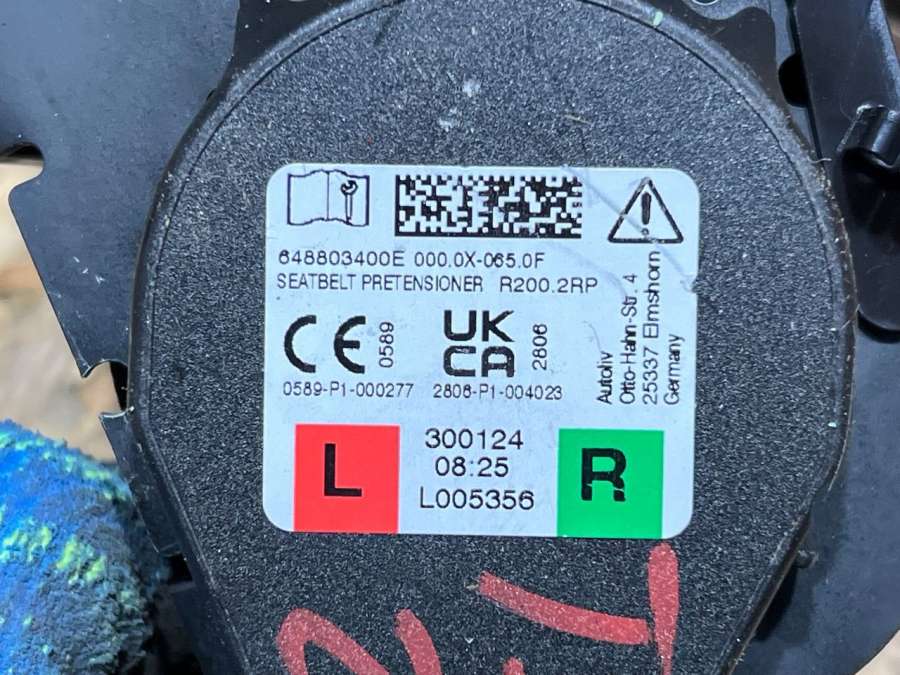 648803400E 000.0X-065.0F
SEATBELT PRETENSIONER R200.2RP
CE 0589
UK CA 2806
0589-P1-000277 2806-P1-004023
Autoliv
Otto-Hahn-Str. 4
25337 Elmshorn
Germany
L
300124
08:25
L005356
R